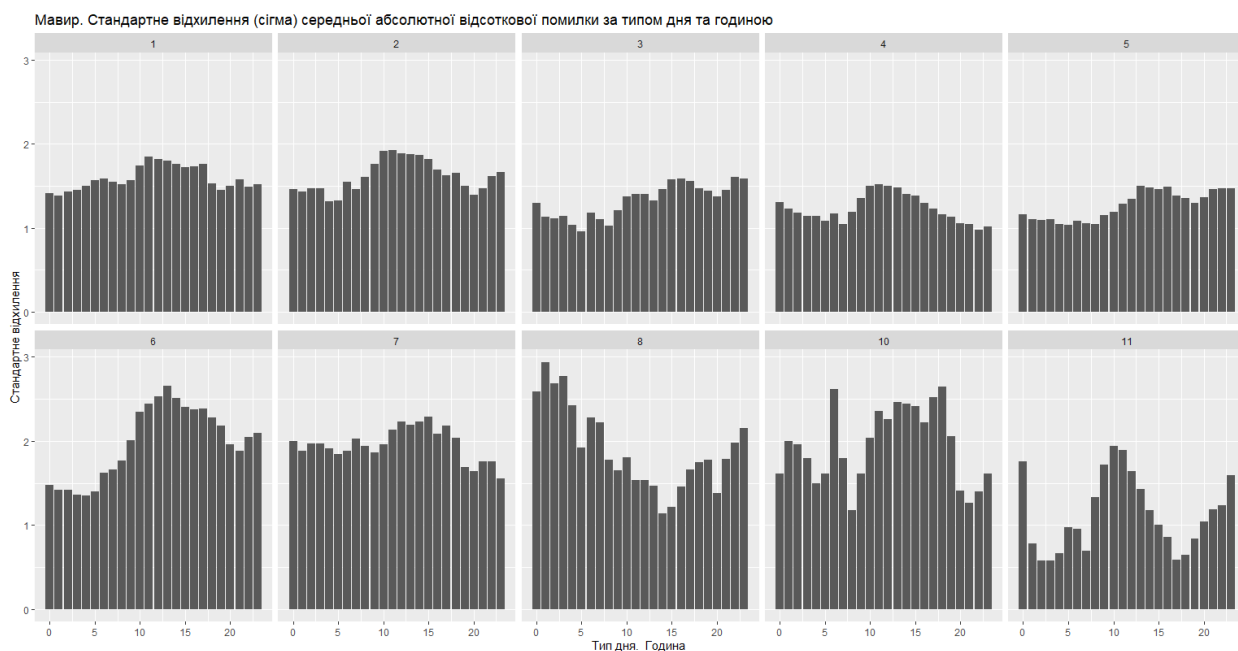 Мавир. Стандартне відхилення (сігма) середньої абсолютної відсоткової помилки за типом дня та годиною
1 2 3 4 5
3
2
1
0
6 7 8 10 11
3
2
1
0
Стандартне відхилення
0 5 10 15 20 0 5 10 15 20 0 5 10 15 20 0 5 10 15 20 0 5 10 15 20
Тип дня. Година